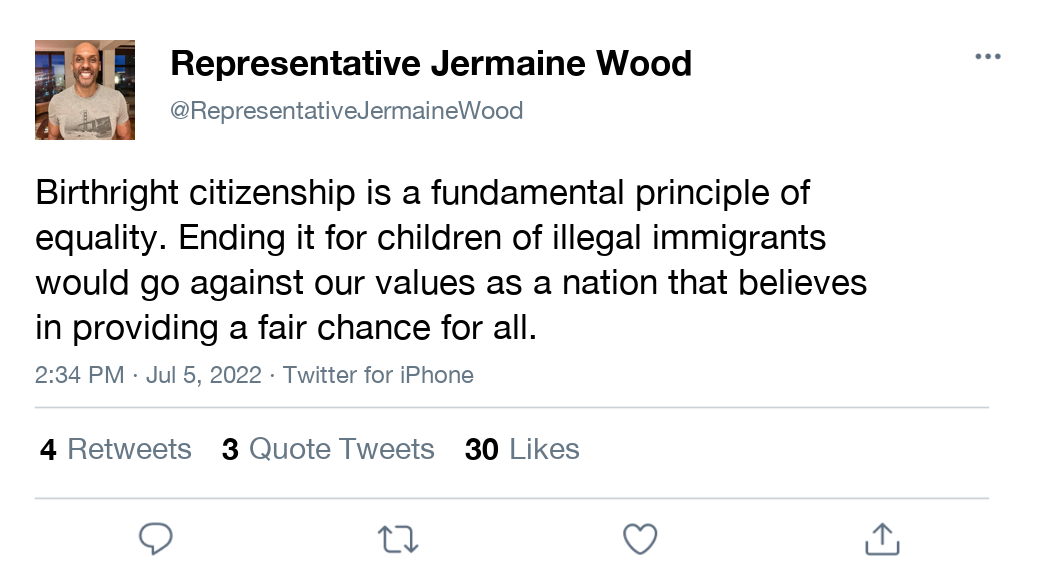 Representative Jermaine Wood
@RepresentativeJermaineWood
Birthright citizenship is a fundamental principle of
equality. Ending it for children of illegal immigrants
would go against our values as a nation that believes
in providing a fair chance for all.
2:34 PM · Jul 5, 2022 · Twitter for iPhone
4 Retweets 3 Quote Tweets 30 Likes